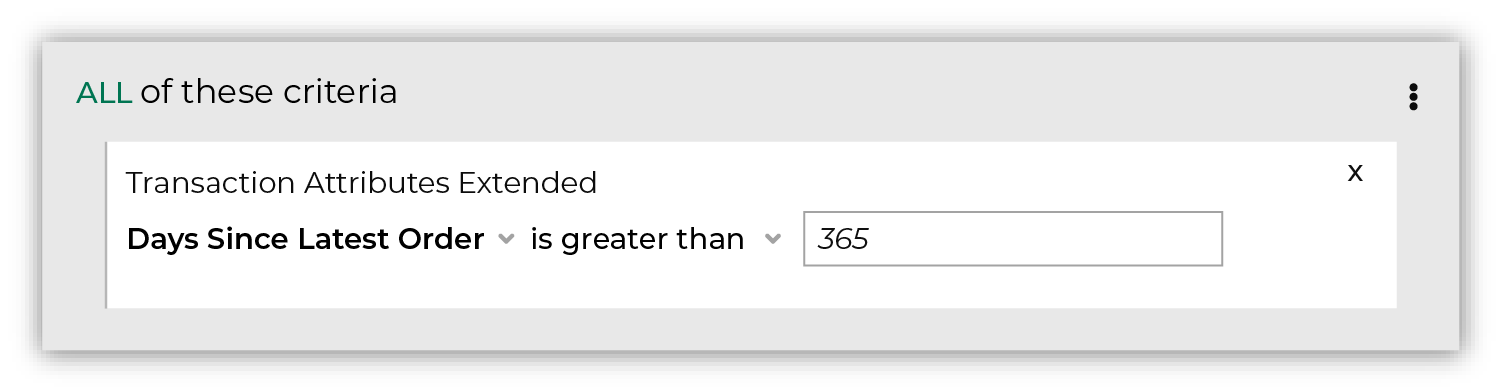 ALL of these criteria
Transaction Attributes Extended
x
Days Since Latest Order is greater than 365